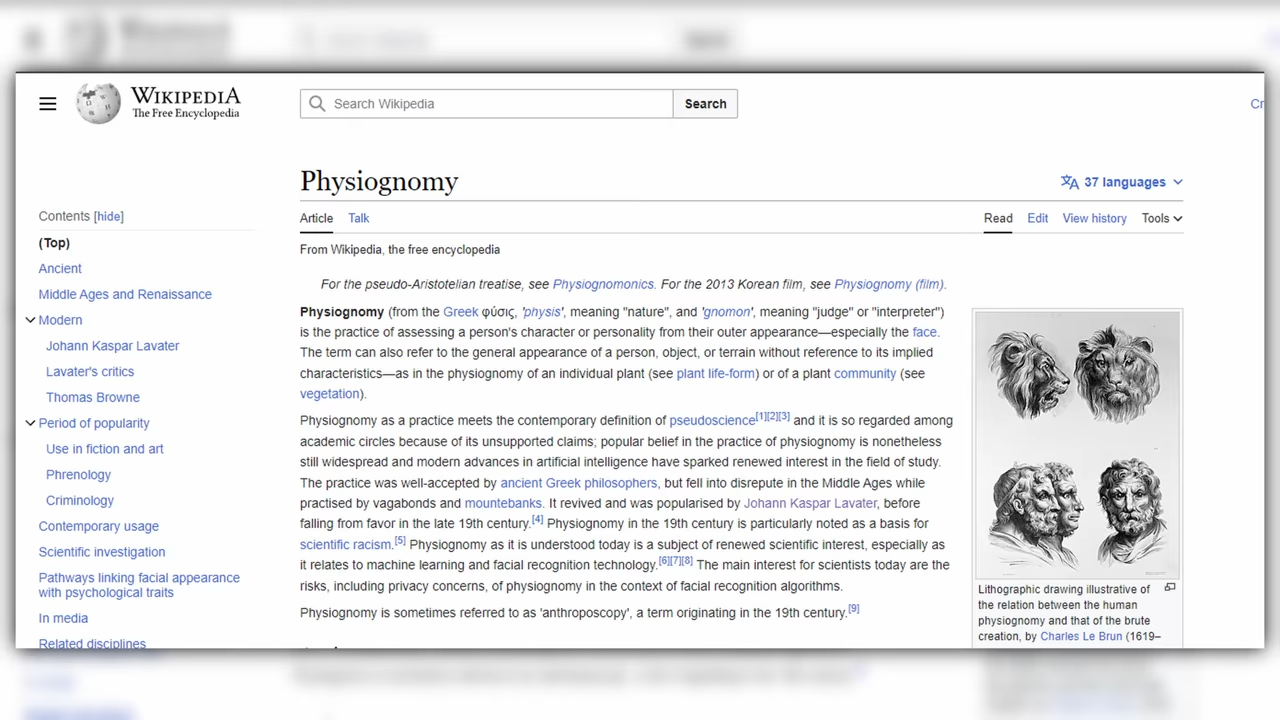 WIKIPEDIA
The Free Encyclopedia
Search Wikipedia
Search
Cr
Physiognomy
37 languages
Article Talk
Read Edit View history Tools
From Wikipedia, the free encyclopedia
Contents [hide]
(Top)
Ancient
Middle Ages and Renaissance
Modern
Johann Kaspar Lavater
Lavater's critics
Thomas Browne
Period of popularity
Use in fiction and art
Phrenology
Criminology
Contemporary usage
Scientific investigation
Pathways linking facial appearance
with psychological traits
In media
Related disciplines
For the pseudo-Aristotelian treatise, see Physiognomonics. For the 2013 Korean film, see Physiognomy (film).
Physiognomy (from the Greek φύσις, 'physis', meaning "nature", and 'gnomon', meaning "judge" or "interpreter")
is the practice of assessing a person's character or personality from their outer appearance—especially the face.
The term can also refer to the general appearance of a person, object, or terrain without reference to its implied
characteristics—as in the physiognomy of an individual plant (see plant life-form) or of a plant community (see
vegetation).
Physiognomy as a practice meets the contemporary definition of pseudoscience[1][2][3] and it is so regarded among
academic circles because of its unsupported claims; popular belief in the practice of physiognomy is nonetheless
still widespread and modern advances in artificial intelligence have sparked renewed interest in the field of study.
The practice was well-accepted by ancient Greek philosophers, but fell into disrepute in the Middle Ages while
practised by vagabonds and mountebanks. It revived and was popularised by Johann Kaspar Lavater, before
falling from favor in the late 19th century.[4] Physiognomy in the 19th century is particularly noted as a basis for
scientific racism.[5] Physiognomy as it is understood today is a subject of renewed scientific interest, especially as
it relates to machine learning and facial recognition technology.[6][7][8] The main interest for scientists today are the
risks, including privacy concerns, of physiognomy in the context of facial recognition algorithms.
Physiognomy is sometimes referred to as 'anthroposcopy', a term originating in the 19th century.[9]
Lithographic drawing illustrative of
the relation between the human
physiognomy and that of the brute
creation, by Charles Le Brun (1619–